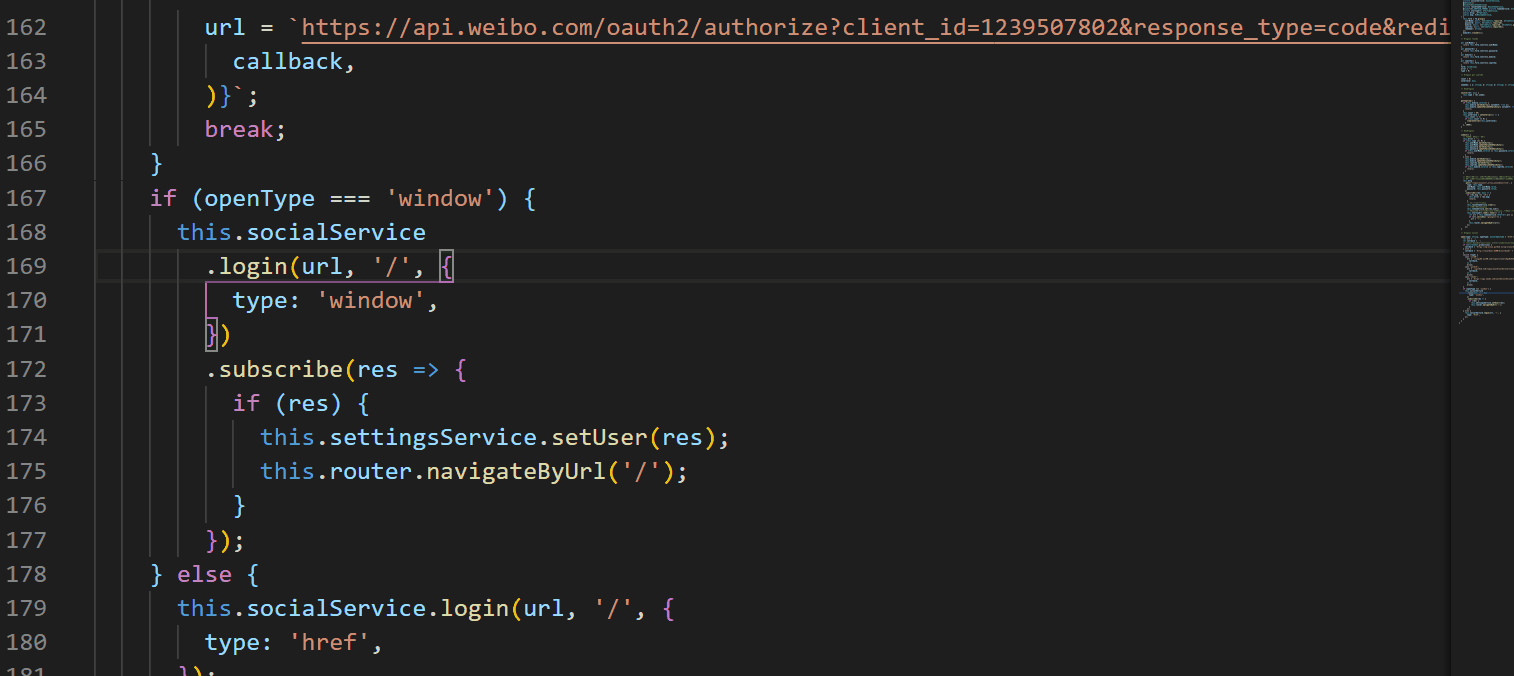 162 url = `https://api.weibo.com/oauth2/authorize?client_id=1239507802&response_type=code&redi
163 callback,
164 )}`;
165 break;
166 }
167 if (openType === 'window') {
168 this.socialService
169 .login(url, '/', {
170 type: 'window',
171 })
172 .subscribe(res => {
173 if (res) {
174 this.settingsService.setUser(res);
175 this.router.navigateByUrl('/');
176 }
177 });
178 } else {
179 this.socialService.login(url, '/', {
180 type: 'href',
181 });